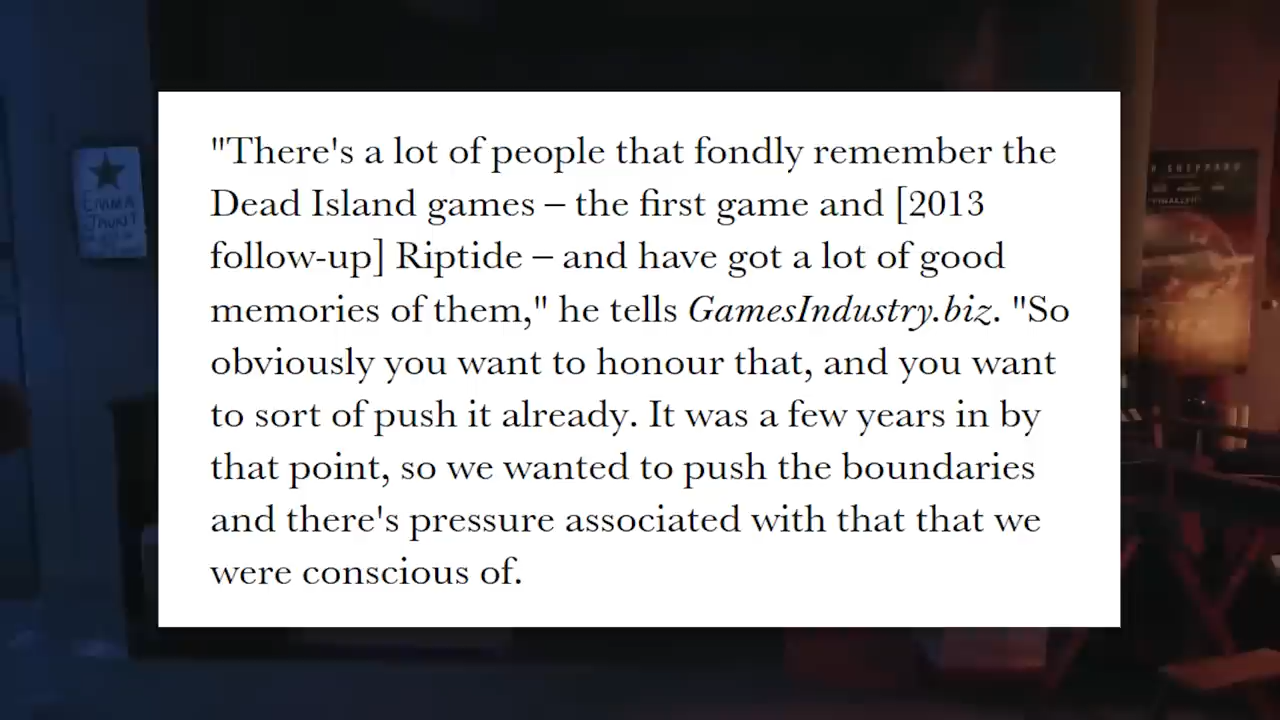 "There's a lot of people that fondly remember the
Dead Island games – the first game and [2013
follow-up] Riptide – and have got a lot of good
memories of them," he tells GamesIndustry.biz. "So
obviously you want to honour that, and you want
to sort of push it already. It was a few years in by
that point, so we wanted to push the boundaries
and there's pressure associated with that that we
were conscious of.
EMMA
JAUNT
SHEPPARD